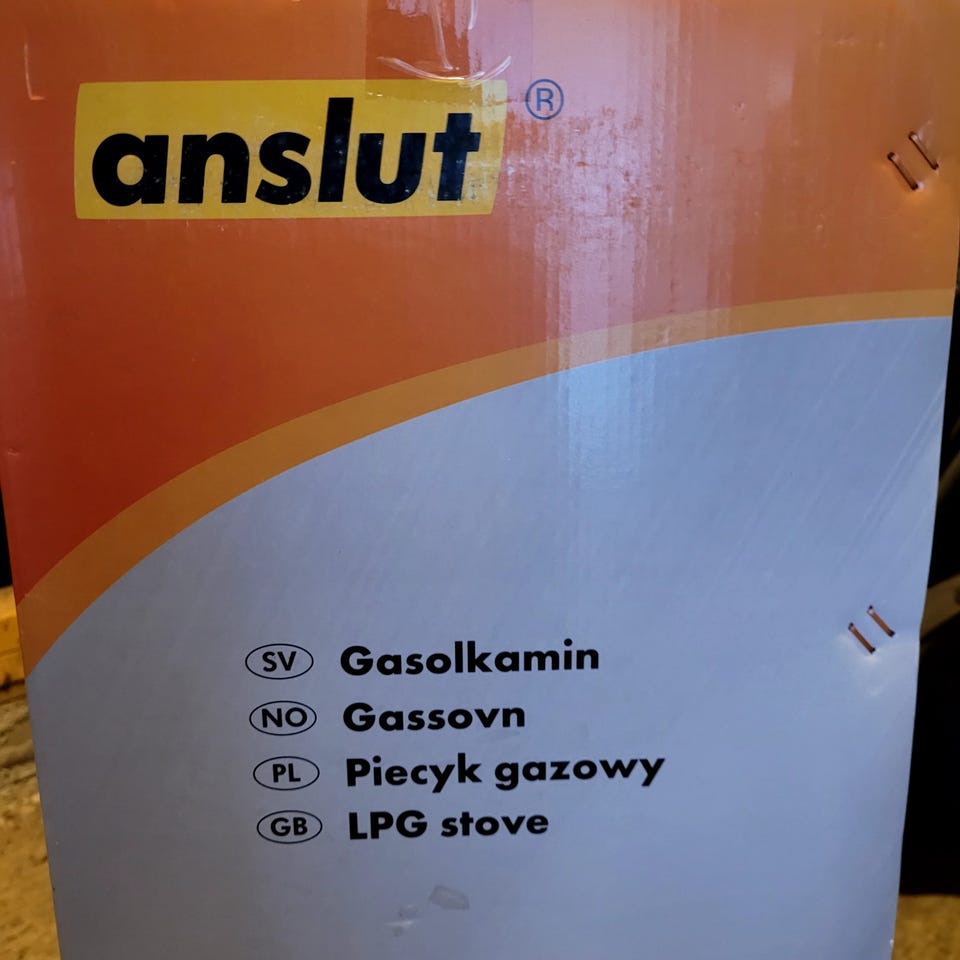 anslut ®
SV Gasolkamin
NO Gassovn
PL Piecyk gazowy
GB LPG stove